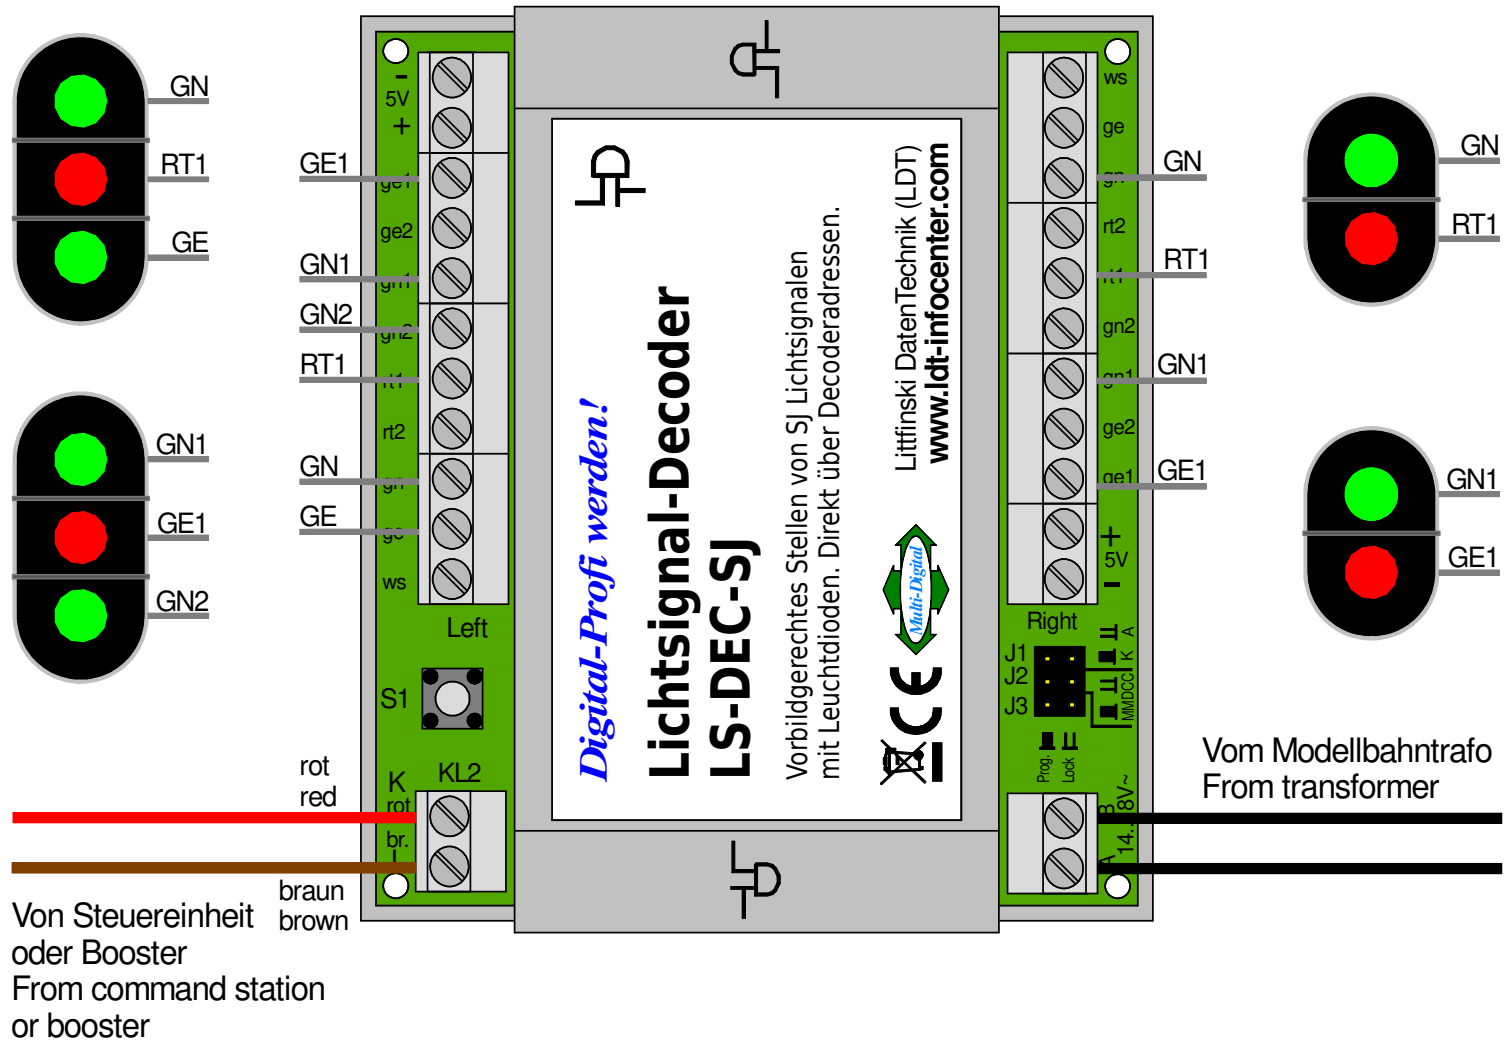 GN
RT1
GE
GN1
GE1
GN2
GE1
GN1
GN2
RT1
GN
GE
-
5V
+
ge1
ge2
gn1
gn2
rt1
rt2
gn
ge
ws
Left
S1
KL2
K
rot
br.
rot
red
braun
brown
Von Steuereinheit
oder Booster
From command station
or booster
Digital-Profi werden!
Lichtsignal-Decoder
LS-DEC-SJ
Vorbildgerechtes Stellen von SJ Lichtsignalen
mit Leuchtdioden. Direkt über Decoderadressen.
Littfinski DatenTechnik (LDT)
www.ldt-infocenter.com
Multi-Digital
CE
ws
ge
gn
rt2
rt1
gn2
gn1
ge2
ge1
+
5V
-
Right
J1
J2
J3
A
K
DCC
MM
Prog.
Lock
B
14...18V~
A
GN
RT1
GN1
GE1
GN
RT1
GN1
GE1
Vom Modellbahntrafo
From transformer